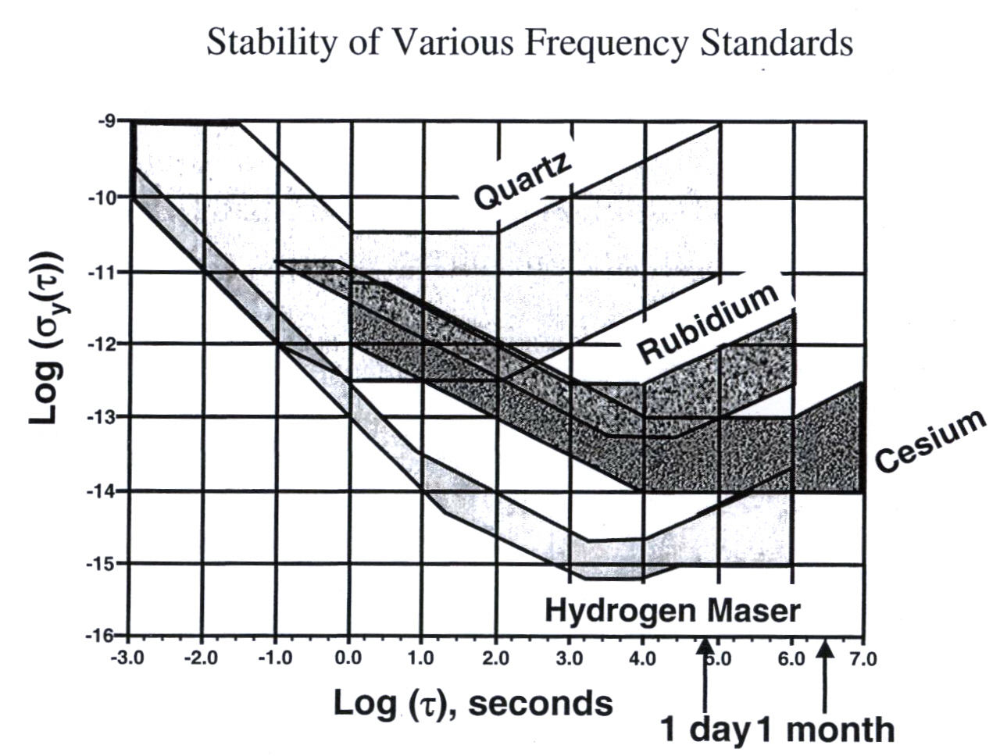 Stability of Various Frequency Standards
-9
-10
-11
-12
-13
-14
-15
-16
Log (σy(τ))
Quartz
Rubidium
Cesium
Hydrogen Maser
-3.0 -2.0 -1.0 0.0 1.0 2.0 3.0 4.0 5.0 6.0 7.0
Log (τ), seconds
1 day 1 month